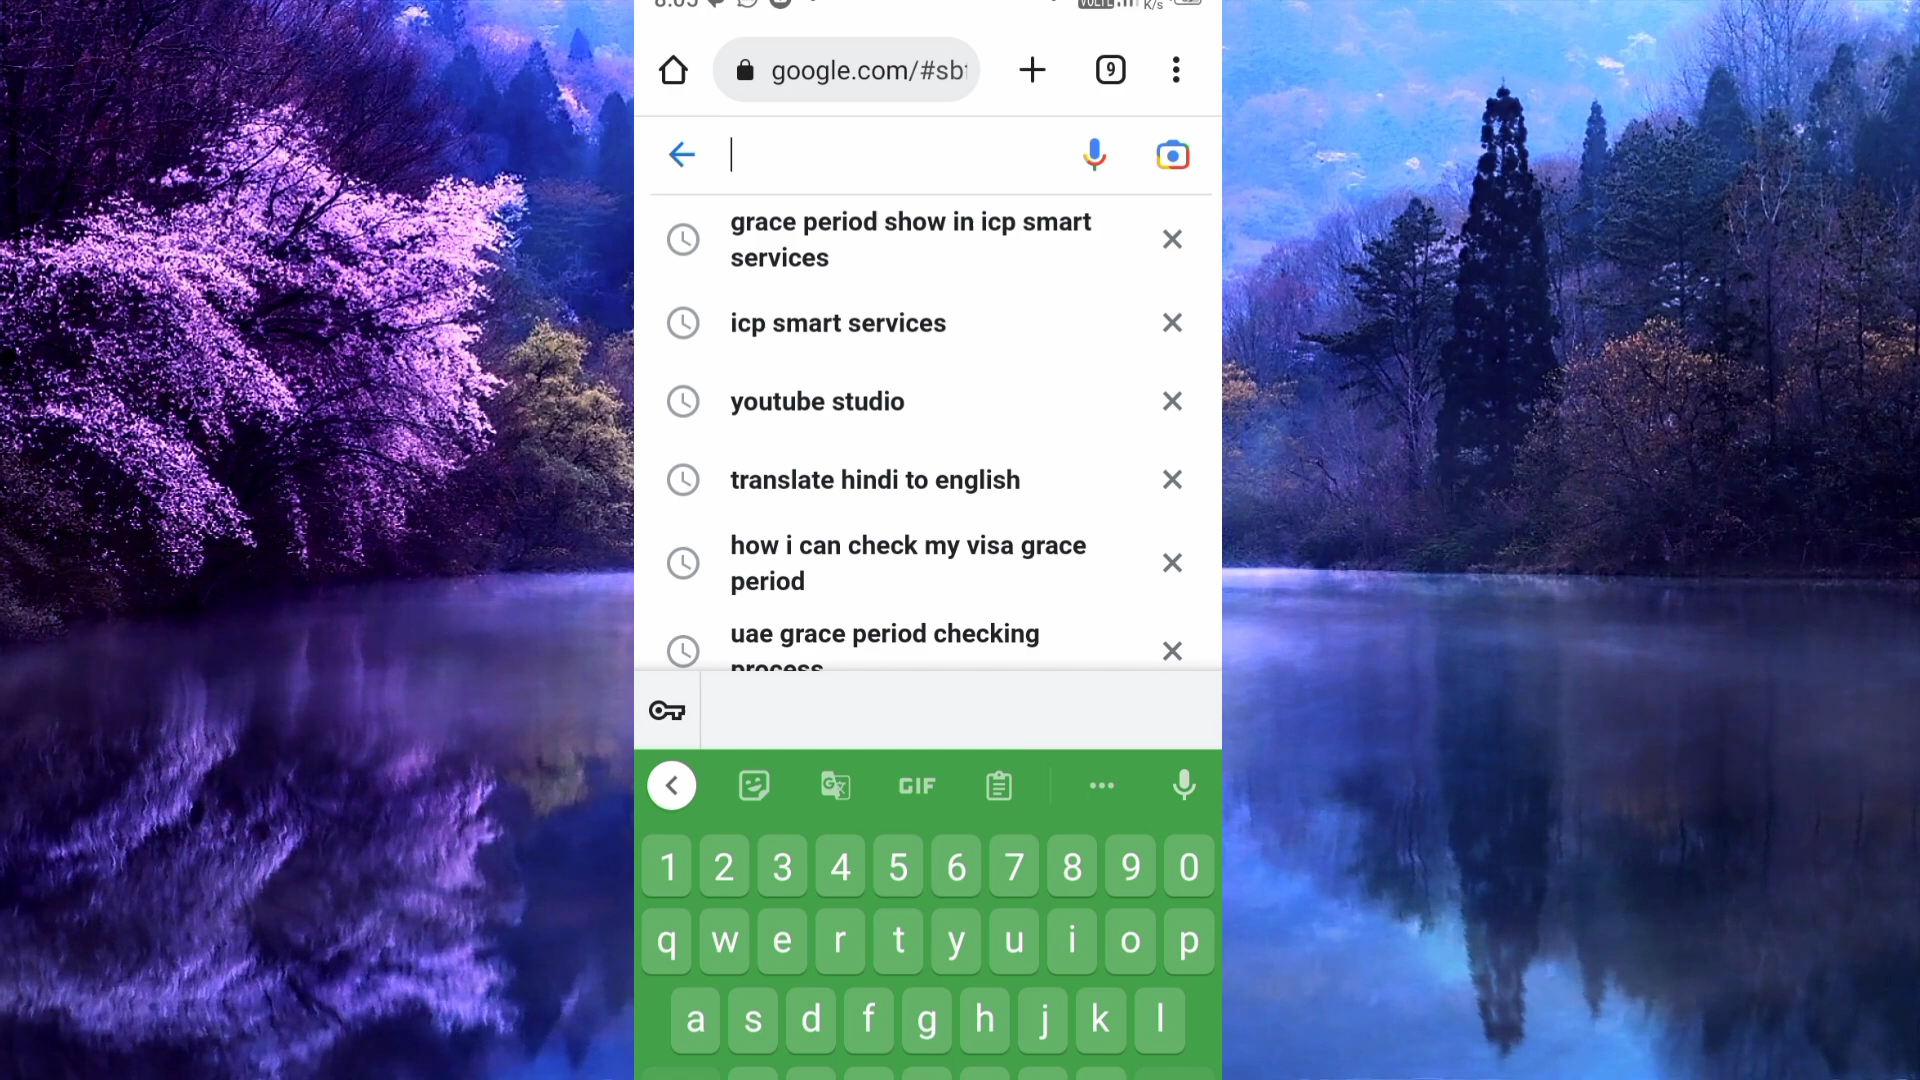 google.com/#sb
9
grace period show in icp smart
services
icp smart services
youtube studio
translate hindi to english
how i can check my visa grace
period
uae grace period checking
process
GIF
1 2 3 4 5 6 7 8 9 0
q w e r t y u i o p
a s d f g h j k l